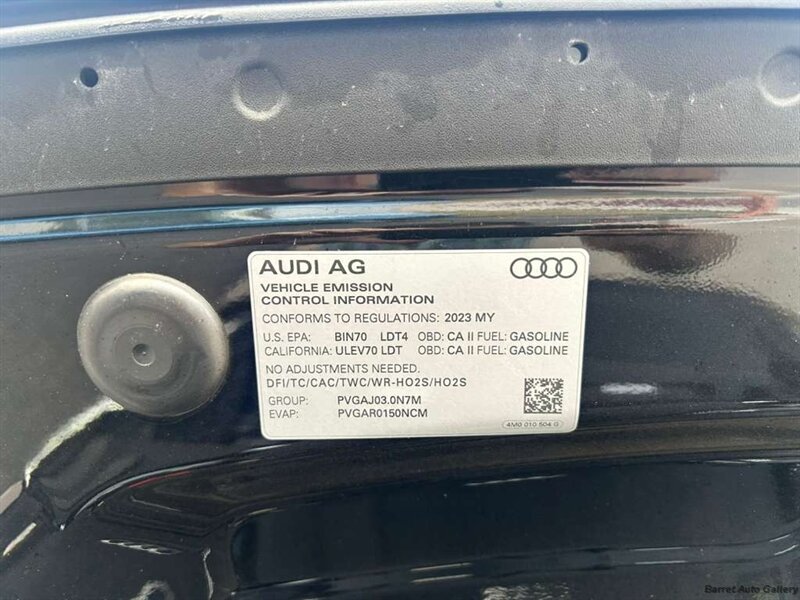 AUDI AG
VEHICLE EMISSION
CONTROL INFORMATION
CONFORMS TO REGULATIONS: 2023 MY
U.S. EPA: BIN70 LDT4 OBD: CA II FUEL: GASOLINE
CALIFORNIA: ULEV70 LDT OBD: CA II FUEL: GASOLINE
NO ADJUSTMENTS NEEDED.
DFI/TC/CAC/TWC/WR-HO2S/HO2S
GROUP: PVGAJ03.0N7M
EVAP: PVGAR0150NCM
4M0 010 504 G
Barret Auto Gallery